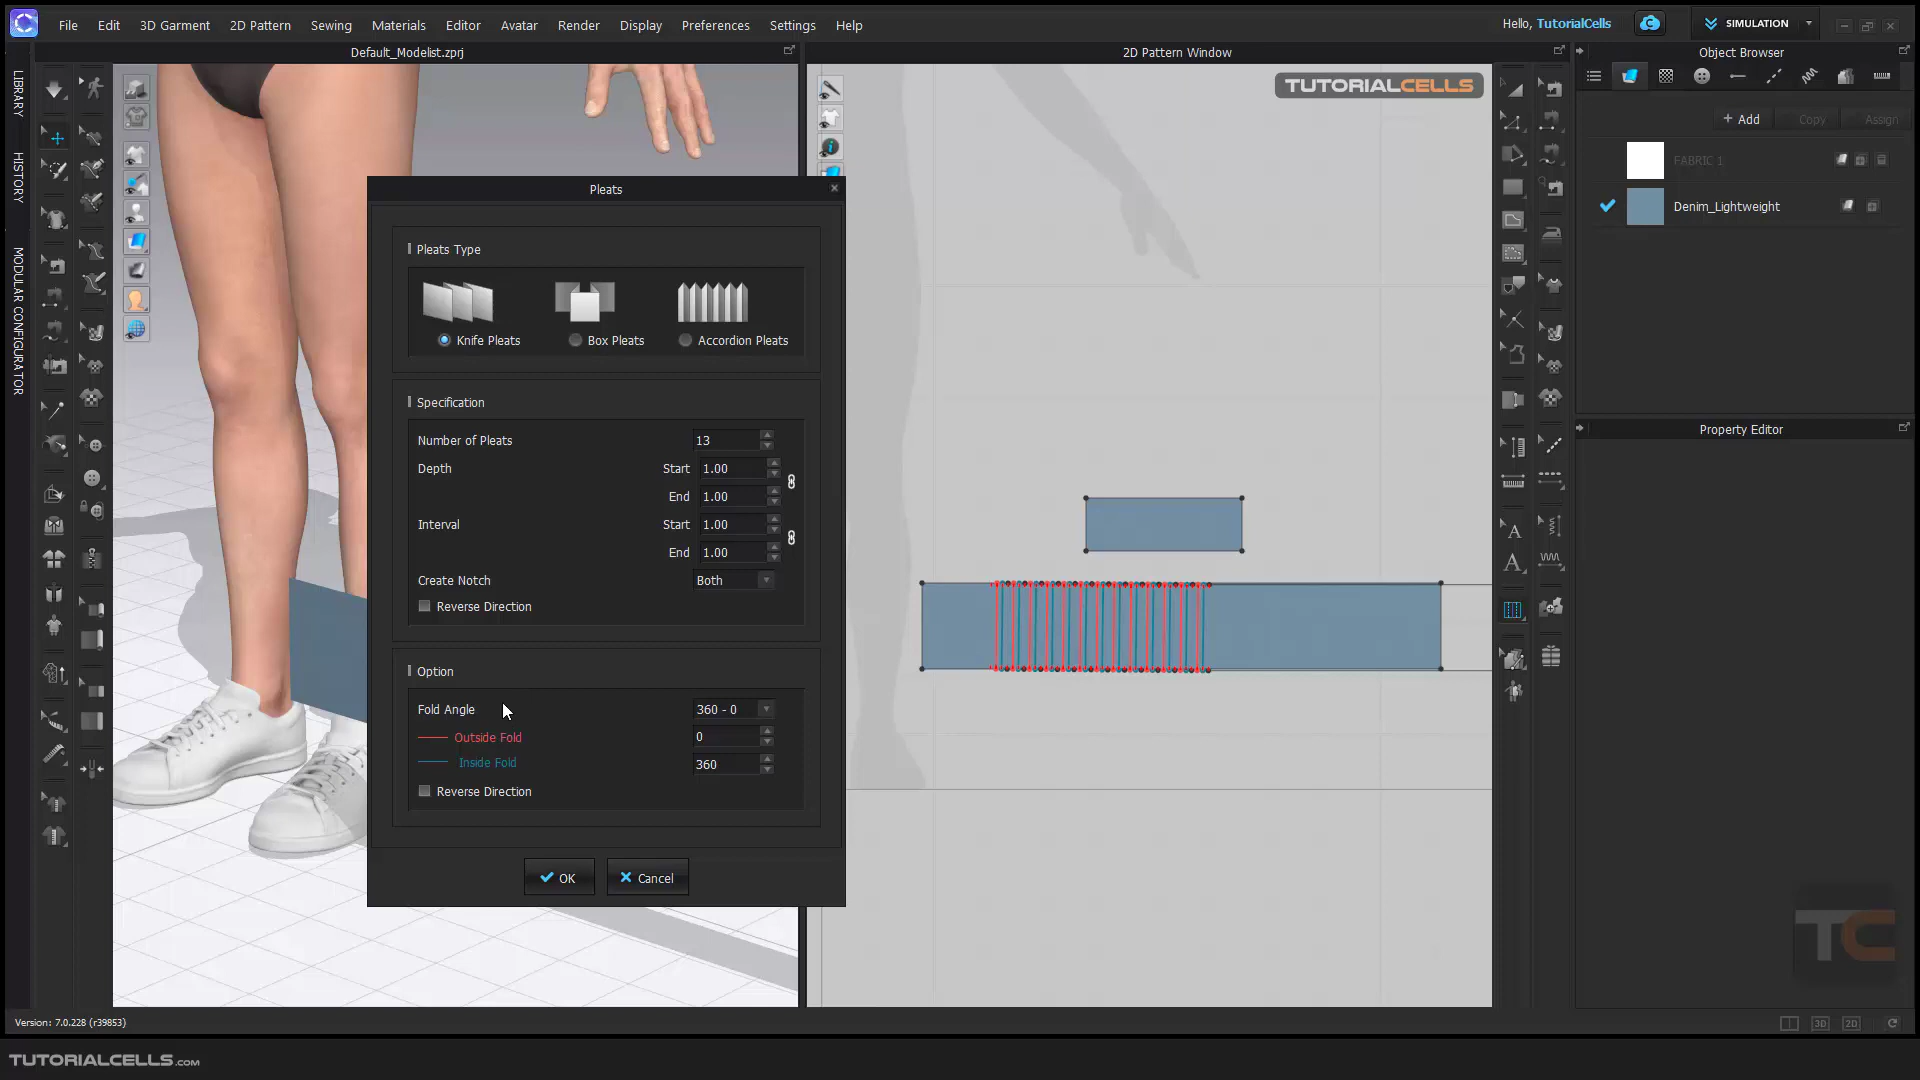 File Edit 3D Garment 2D Pattern Sewing Materials Editor Avatar Render Display Preferences Settings Help
Hello, TutorialCells
SIMULATION
Default_Modelist.zprj
2D Pattern Window
Object Browser
LIBRARY
HISTORY
MODULAR CONFIGURATOR
TUTORIALCELLS
+ Add Copy Assign
FABRIC 1
Denim_Lightweight
Property Editor
Pleats
Pleats Type
Knife Pleats Box Pleats Accordion Pleats
Specification
Number of Pleats 13
Depth Start 1.00
End 1.00
Interval Start 1.00
End 1.00
Create Notch Both
Reverse Direction
Option
Fold Angle 360 - 0
Outside Fold 0
Inside Fold 360
Reverse Direction
OK Cancel
TC
Version: 7.0.228 (r39853)
3D 2D
TUTORIALCELLS.com